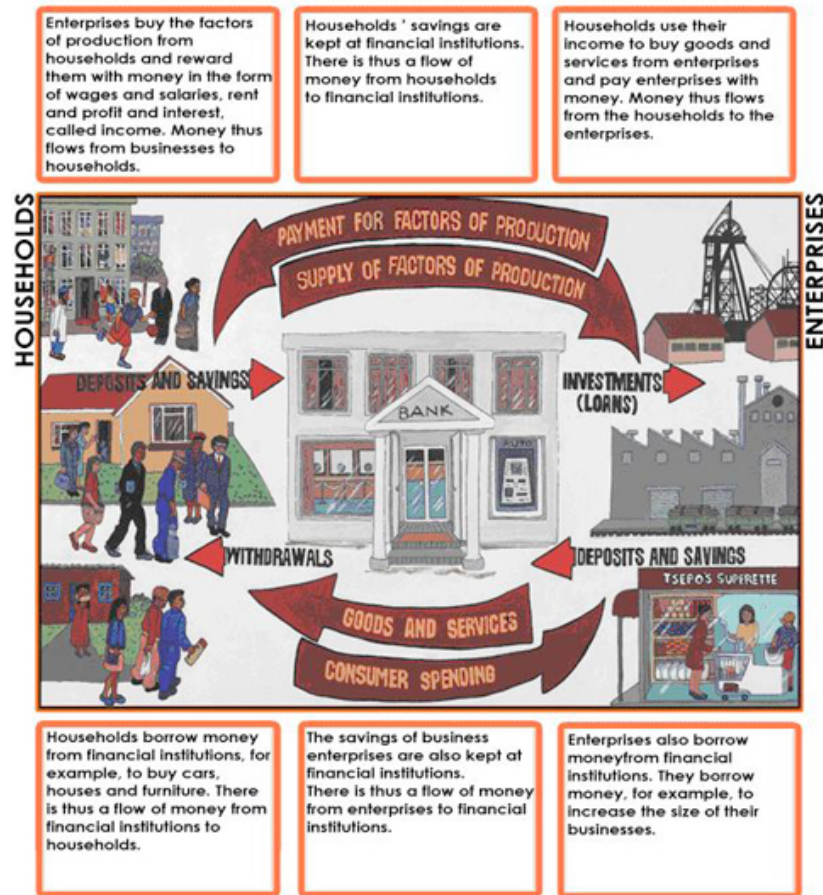 Enterprises buy the factors
of production from
households and reward
them with money in the form
of wages and salaries, rent
and profit and interest,
called income. Money thus
flows from businesses to
households.
Households ' savings are
kept at financial institutions.
There is thus a flow of
money from households
to financial institutions.
Households use their
income to buy goods and
services from enterprises
and pay enterprises with
money. Money thus flows
from the households to the
enterprises.
HOUSEHOLDS
ENTERPRISES
PAYMENT FOR FACTORS OF PRODUCTION
SUPPLY OF FACTORS OF PRODUCTION
DEPOSITS AND SAVINGS
INVESTMENTS
(LOANS)
BANK
AUTO
WITHDRAWALS
DEPOSITS AND SAVINGS
TSEPO'S SUPERETTE
GOODS AND SERVICES
CONSUMER SPENDING
Households borrow money
from financial institutions, for
example, to buy cars,
houses and furniture. There
is thus a flow of money from
financial institutions to
households.
The savings of business
enterprises are also kept at
financial institutions.
There is thus a flow of money
from enterprises to financial
institutions.
Enterprises also borrow
moneyfrom financial
institutions. They borrow
money, for example, to
increase the size of their
businesses.